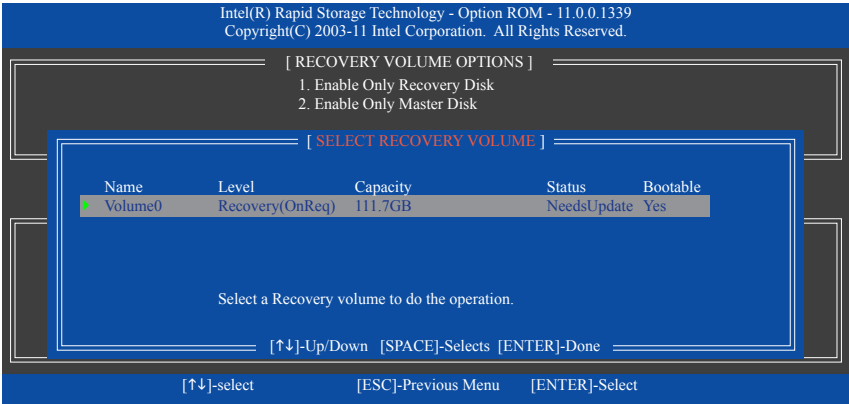 Intel(R) Rapid Storage Technology - Option ROM - 11.0.0.1339
Copyright(C) 2003-11 Intel Corporation. All Rights Reserved.
[ RECOVERY VOLUME OPTIONS ]
1. Enable Only Recovery Disk
2. Enable Only Master Disk
[ SELECT RECOVERY VOLUME ]
Name Level Capacity Status Bootable
Volume0 Recovery(OnReq) 111.7GB NeedsUpdate Yes
Select a Recovery volume to do the operation.
[↑↓]-Up/Down [SPACE]-Selects [ENTER]-Done
[↑↓]-select [ESC]-Previous Menu [ENTER]-Select